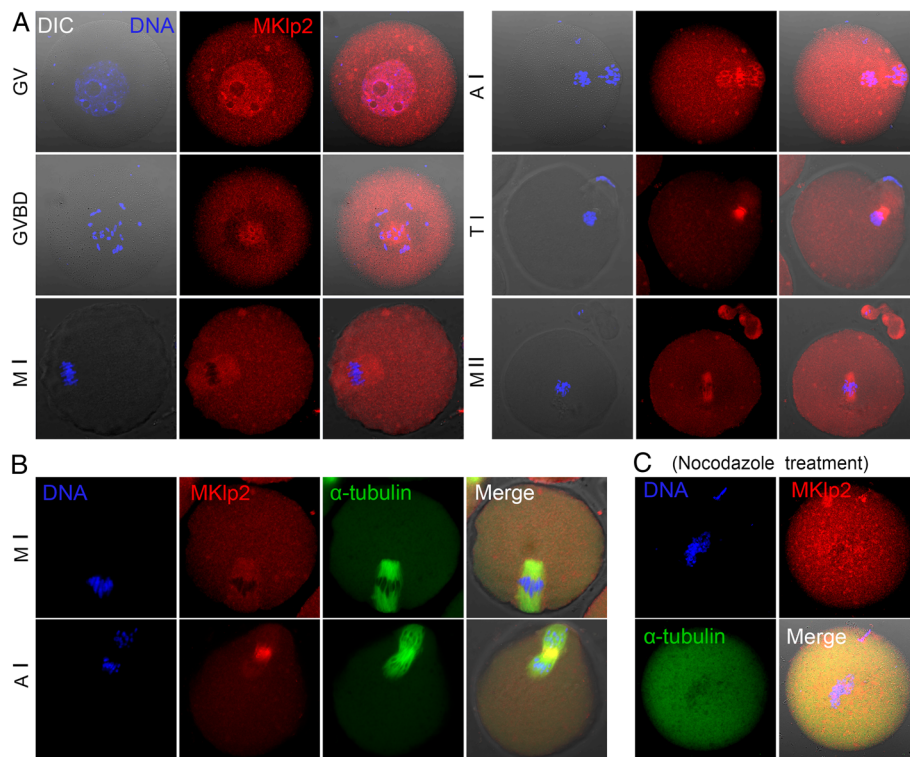 A
DIC DNA MKlp2
GV
GVBD
M I
A I
T I
M II
B
DNA MKlp2 α-tubulin Merge
M I
A I
C (Nocodazole treatment)
DNA MKlp2
α-tubulin Merge